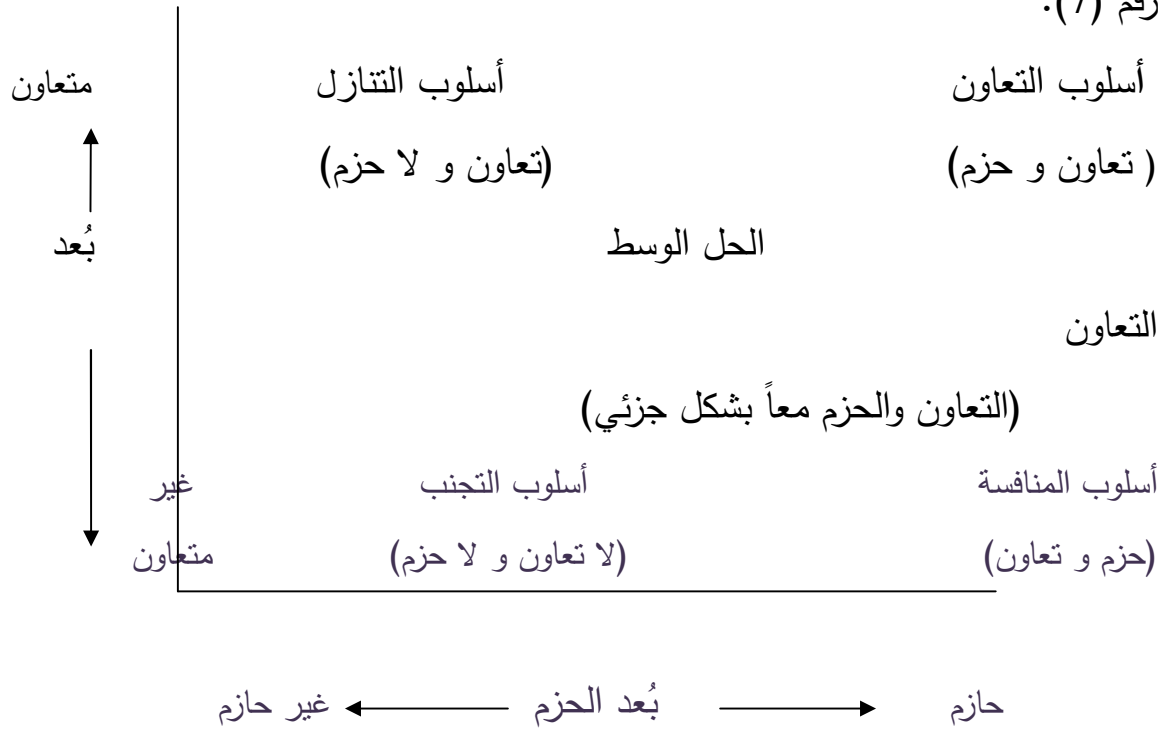 رقم (7).
أسلوب التعاون أسلوب التنازل متعاون
( تعاون و حزم) (تعاون و لا حزم)
الحل الوسط بُعد
التعاون
(التعاون والحزم معاً بشكل جزئي)
أسلوب المنافسة أسلوب التجنب غير
(حزم و تعاون) (لا تعاون و لا حزم) متعاون
حازم بُعد الحزم غير حازم